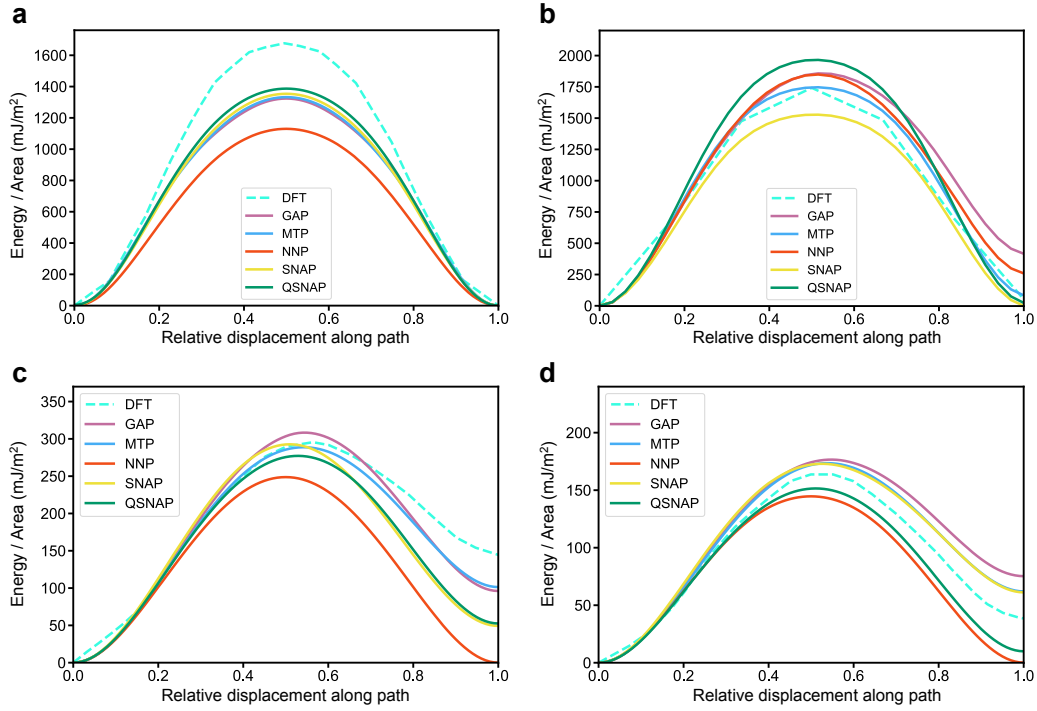 a
Energy / Area (mJ/m²)
1600
1400
1200
1000
800
600
400
200
0
DFT
GAP
MTP
NNP
SNAP
QSNAP
0.0 0.2 0.4 0.6 0.8 1.0
Relative displacement along path
b
Energy / Area (mJ/m²)
2000
1750
1500
1250
1000
750
500
250
0
DFT
GAP
MTP
NNP
SNAP
QSNAP
0.0 0.2 0.4 0.6 0.8 1.0
Relative displacement along path
c
Energy / Area (mJ/m²)
350
300
250
200
150
100
50
0
DFT
GAP
MTP
NNP
SNAP
QSNAP
0.0 0.2 0.4 0.6 0.8 1.0
Relative displacement along path
d
Energy / Area (mJ/m²)
200
150
100
50
0
DFT
GAP
MTP
NNP
SNAP
QSNAP
0.0 0.2 0.4 0.6 0.8 1.0
Relative displacement along path